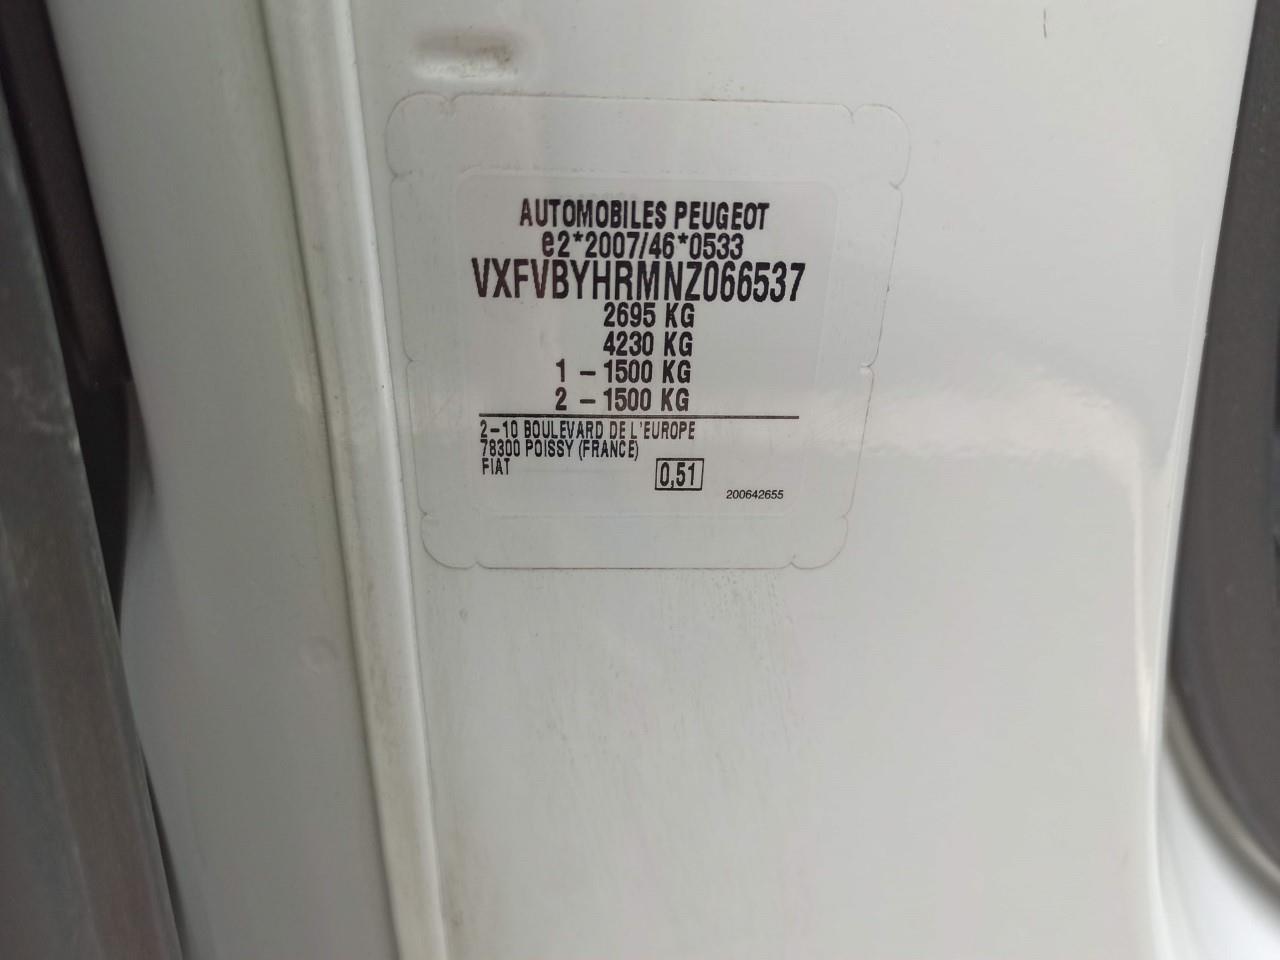 AUTOMOBILES PEUGEOT
e2*2007/46*0533
VXFVBYHRMNZ066537
2695 KG
4230 KG
1 - 1500 KG
2 - 1500 KG
2-10 BOULEVARD DE L'EUROPE
78300 POISSY (FRANCE)
FIAT
0,51
200642655